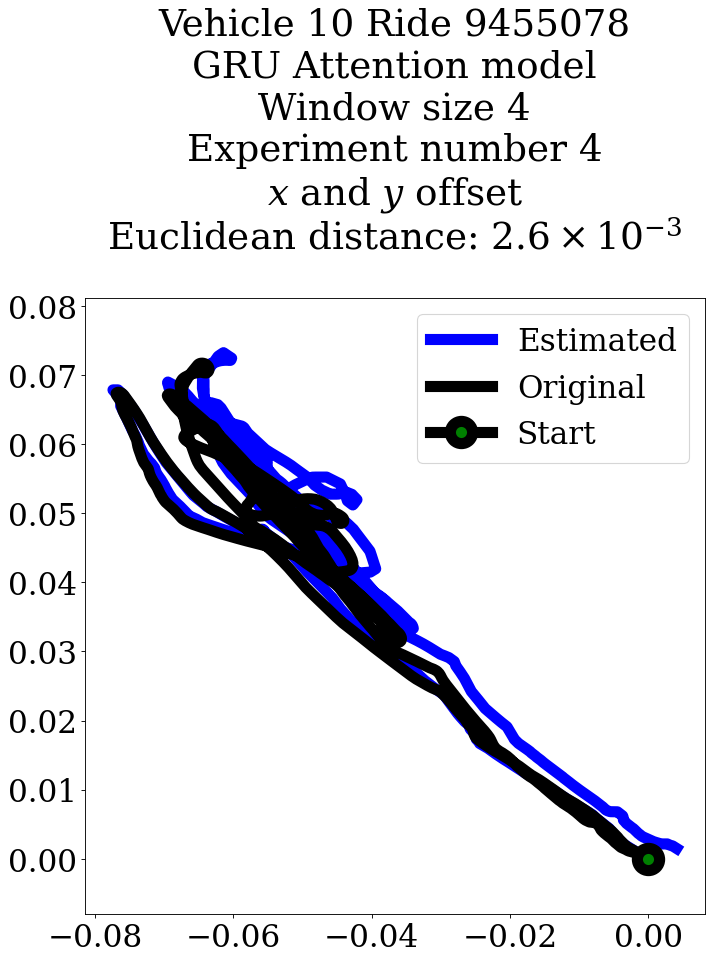 Vehicle 10 Ride 9455078
GRU Attention model
Window size 4
Experiment number 4
x and y offset
Euclidean distance: 2.6 × 10⁻³
0.08
0.07
0.06
0.05
0.04
0.03
0.02
0.01
0.00
Estimated
Original
Start
−0.08 −0.06 −0.04 −0.02 0.00